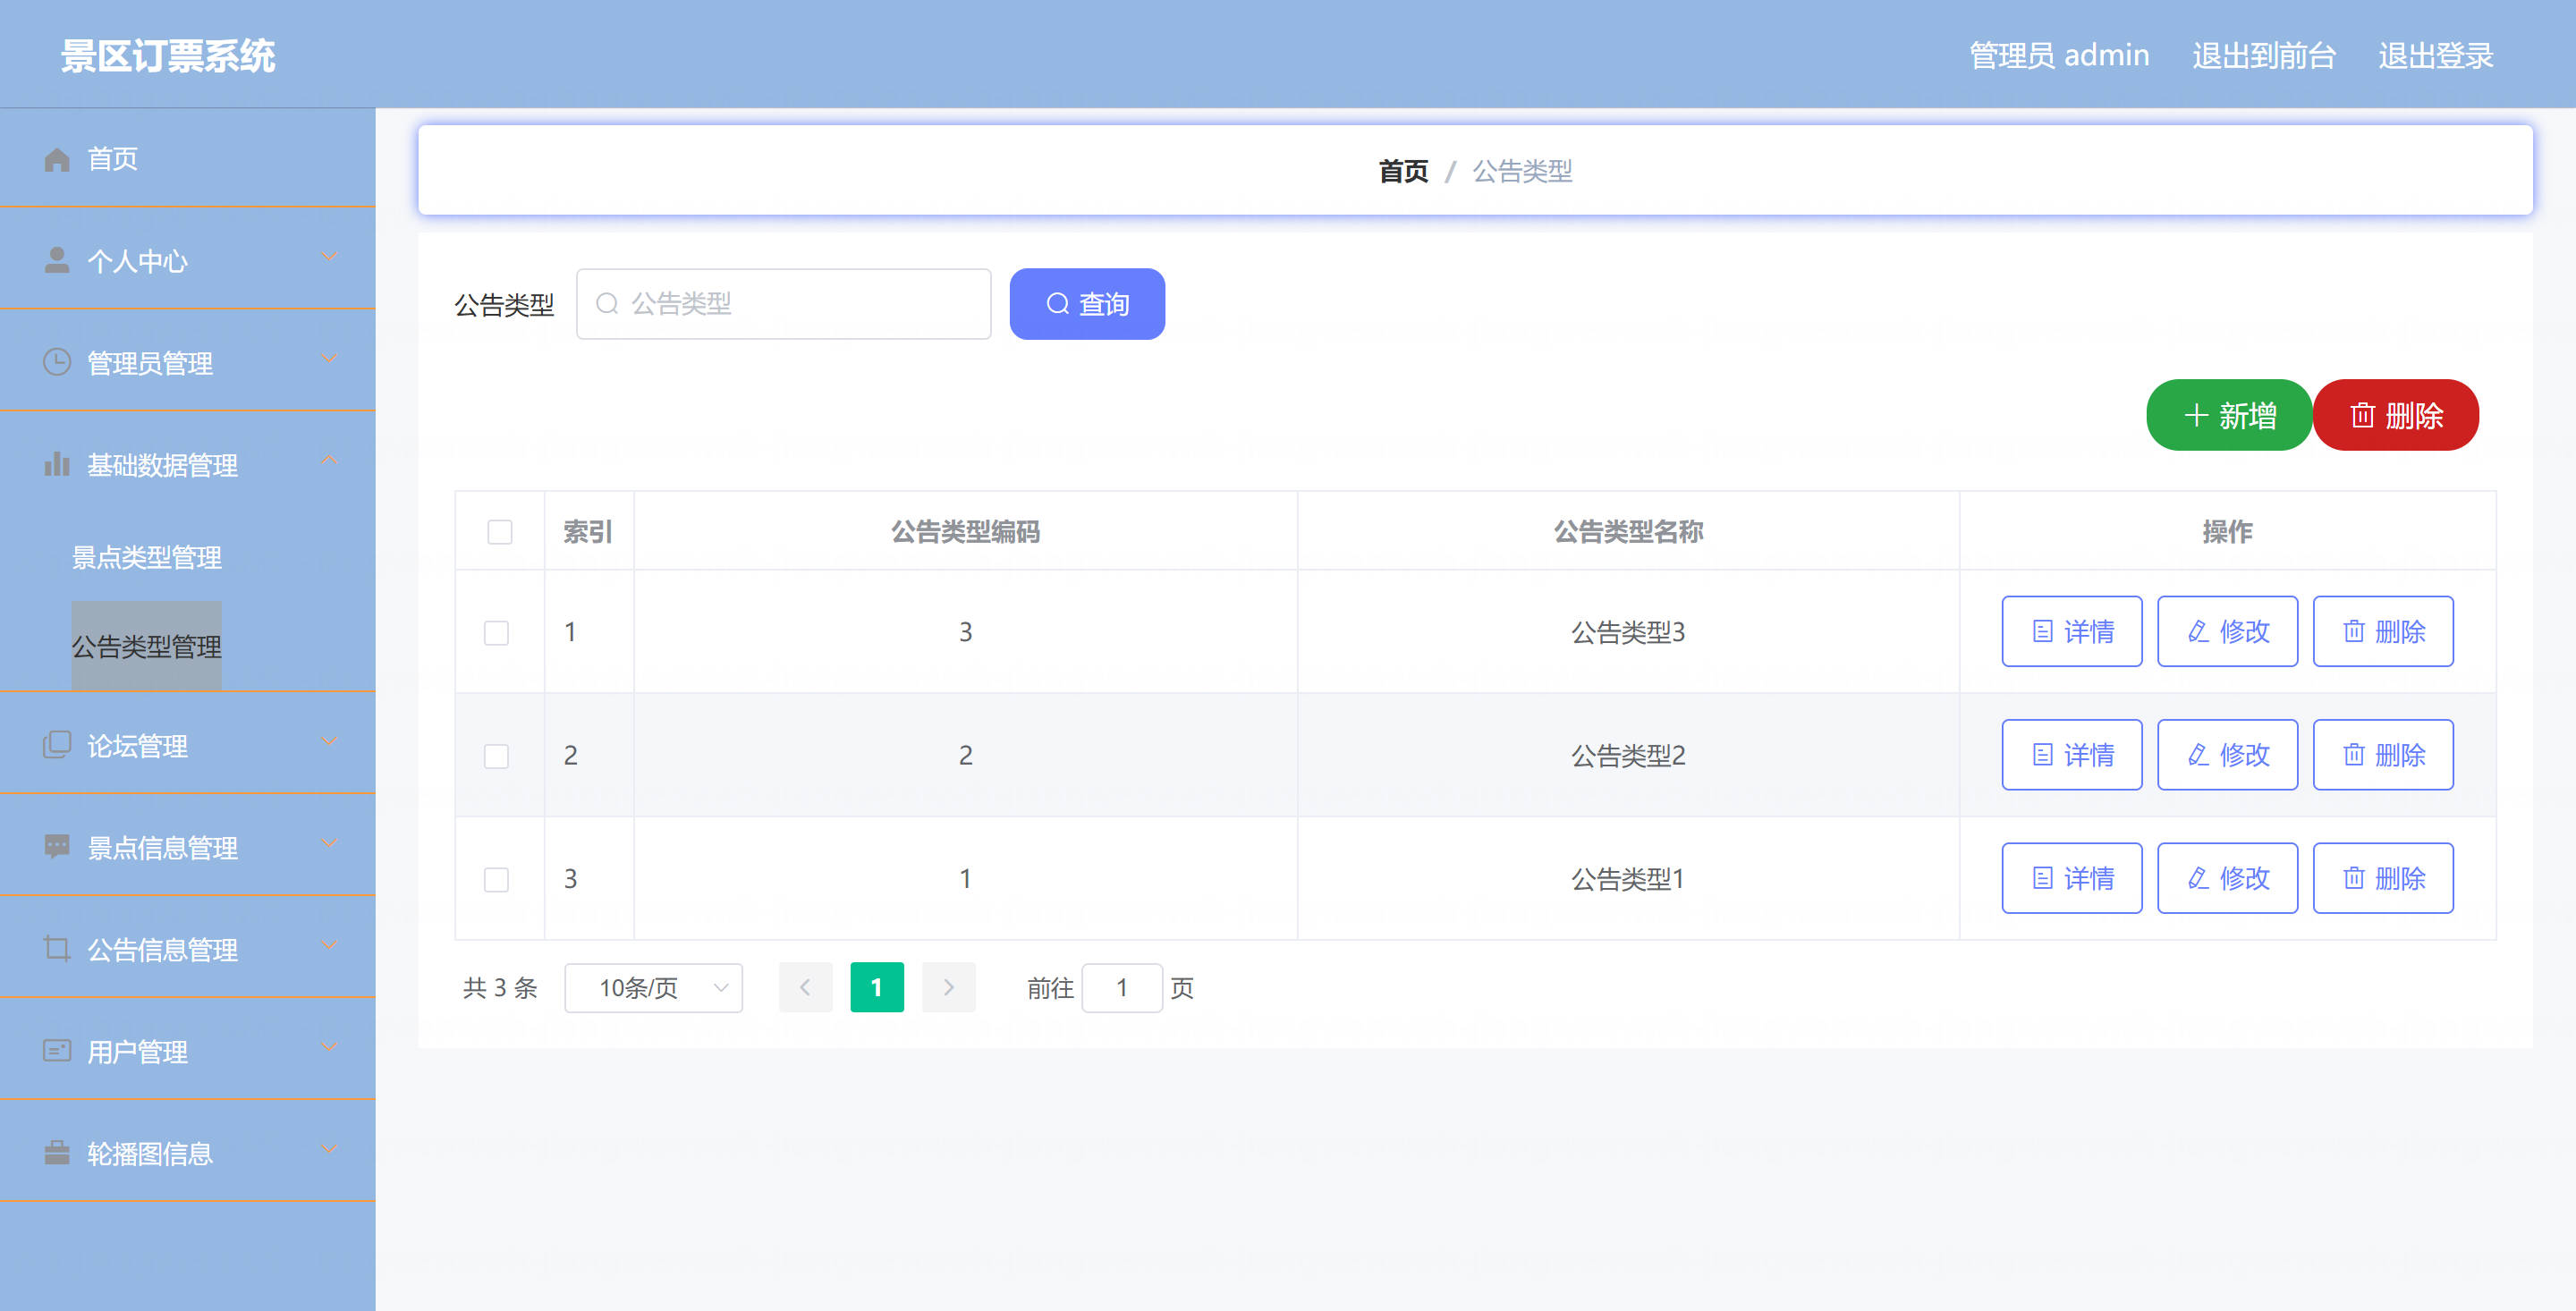 景区订票系统
管理员 admin 退出到前台 退出登录
首页
个人中心
管理员管理
基础数据管理
景点类型管理
公告类型管理
论坛管理
景点信息管理
公告信息管理
用户管理
轮播图信息
首页 / 公告类型
公告类型 公告类型 查询
新增 删除
索引 公告类型编码 公告类型名称 操作
1 3 公告类型3 详情 修改 删除
2 2 公告类型2 详情 修改 删除
3 1 公告类型1 详情 修改 删除
共 3 条 10条/页 1 前往 1 页